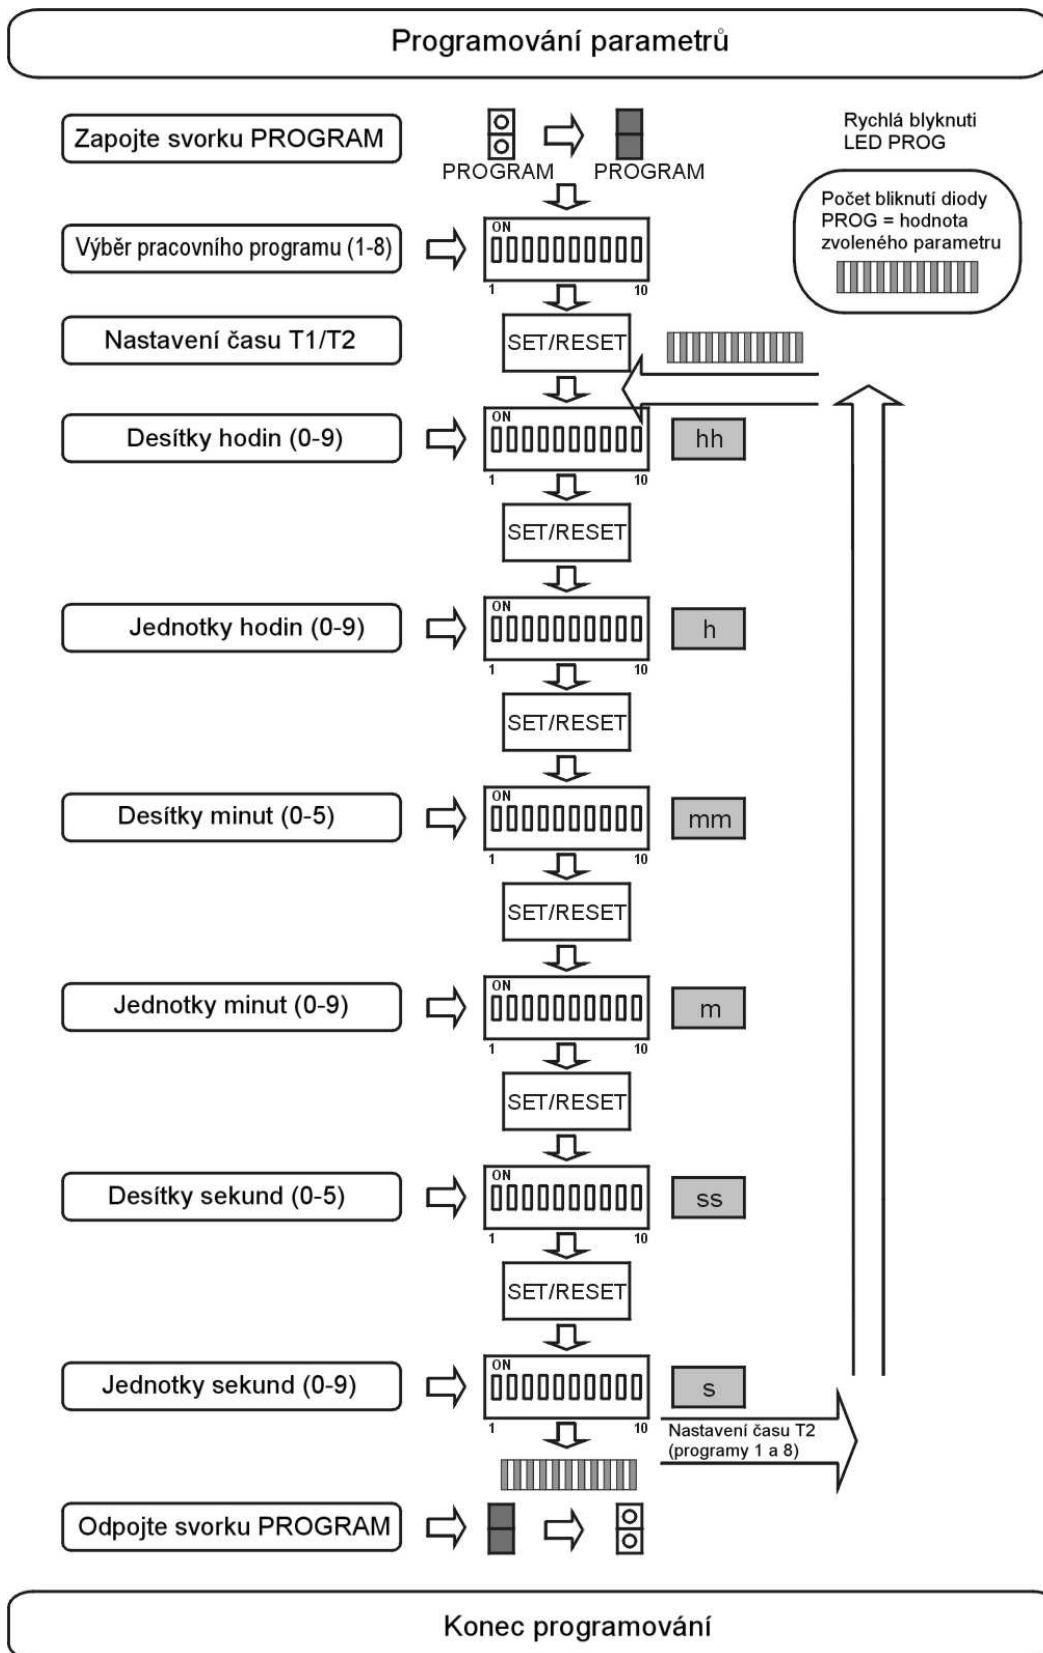 Programování parametrů
Zapojte svorku PROGRAM
PROGRAM
PROGRAM
Rychlá blyknuti
LED PROG
Počet bliknutí diody
PROG = hodnota
zvoleného parametru
Výběr pracovního programu (1-8)
ON
1
10
Nastavení času T1/T2
SET/RESET
Desítky hodin (0-9)
ON
1
10
hh
SET/RESET
Jednotky hodin (0-9)
ON
1
10
h
SET/RESET
Desítky minut (0-5)
ON
1
10
mm
SET/RESET
Jednotky minut (0-9)
ON
1
10
m
SET/RESET
Desítky sekund (0-5)
ON
1
10
ss
SET/RESET
Jednotky sekund (0-9)
ON
1
10
s
Nastavení času T2
(programy 1 a 8)
Odpojte svorku PROGRAM
Konec programování